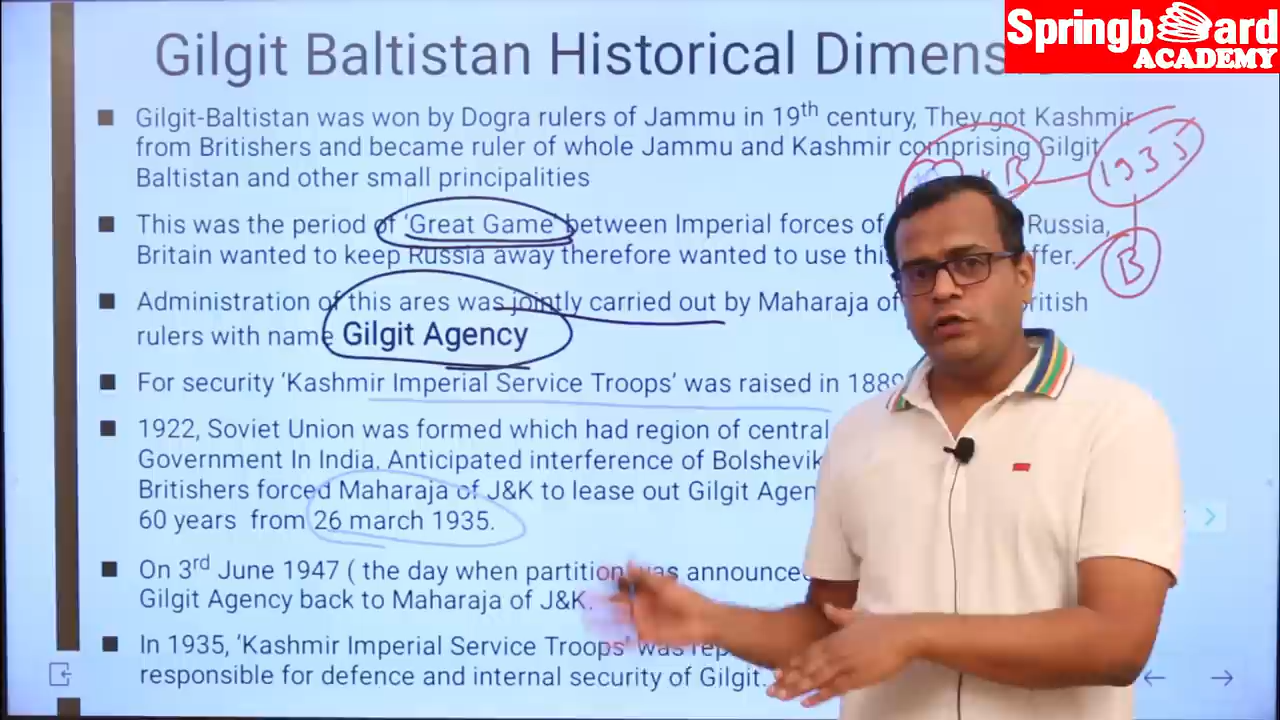 Springboard
ACADEMY
Gilgit Baltistan Historical Dimens
Gilgit-Baltistan was won by Dogra rulers of Jammu in 19th century, They got Kashmir
from Britishers and became ruler of whole Jammu and Kashmir comprising Gilgit
Baltistan and other small principalities
This was the period of 'Great Game' between Imperial forces of Russia,
Britain wanted to keep Russia away therefore wanted to use this ffer.
Administration of this ares was jointly carried out by Maharaja of British
rulers with name Gilgit Agency
For security 'Kashmir Imperial Service Troops' was raised in 1889
1922, Soviet Union was formed which had region of central
Government In India. Anticipated interference of Bolshevik
Britishers forced Maharaja of J&K to lease out Gilgit Agen
60 years from 26 march 1935.
On 3rd June 1947 ( the day when partition was announced
Gilgit Agency back to Maharaja of J&K.
In 1935, 'Kashmir Imperial Service Troops' was rep
responsible for defence and internal security of Gilgit.
B
1935
B